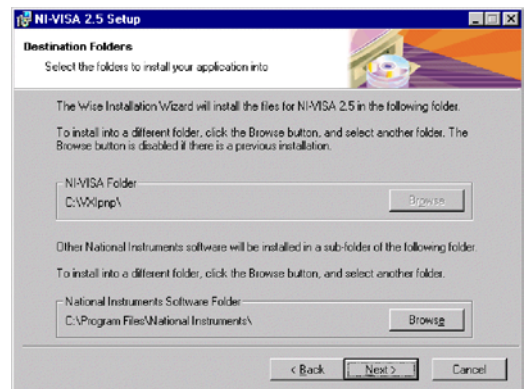 NI-VISA 2.5 Setup
Destination Folders
Select the folders to install your application into
The Wise Installation Wizard will install the files for NI-VISA 2.5 in the following folder.
To install into a different folder, click the Browse button, and select another folder. The
Browse button is disabled if there is a previous installation.
NI-VISA Folder
C:\VXIpnp\
Browse
Other National Instruments software will be installed in a sub-folder of the following folder.
To install into a different folder, click the Browse button, and select another folder.
National Instruments Software Folder
C:\Program Files\National Instruments\
Browse
< Back
Next >
Cancel